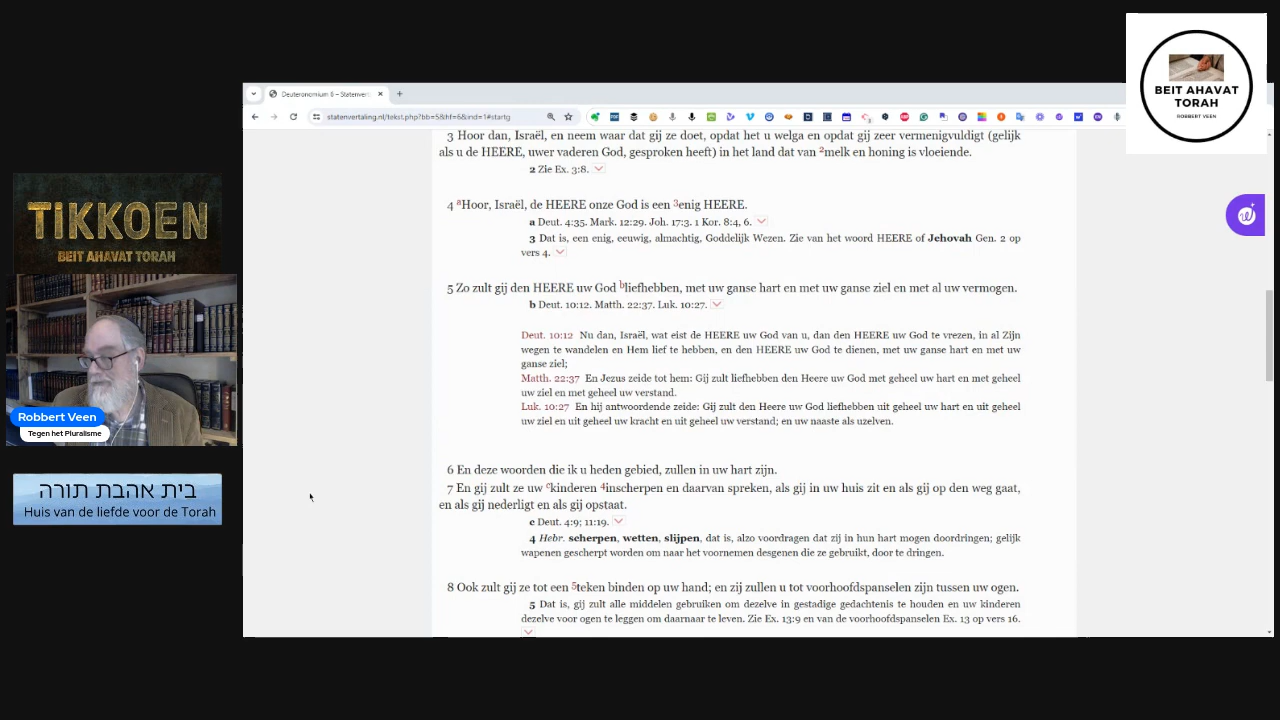 TIKKOEN
BEIT AHAVAT TORAH
Robbert Veen
Tegen het Pluralisme
בית אהבת תורה
Huis van de liefde voor de Torah
Deuteronomium 6 – Statenvert
statenvertaling.nl/tekst.php?bb=5&hf=6&ind=1#startg
3 Hoor dan, Israël, en neem waar dat gij ze doet, opdat het u welga en opdat gij zeer vermenigvuldigt (gelijk
als u de HEERE, uwer vaderen God, gesproken heeft) in het land dat van 2melk en honing is vloeiende.
2 Zie Ex. 3:8.
4 aHoor, Israël, de HEERE onze God is een 3enig HEERE.
a Deut. 4:35. Mark. 12:29. Joh. 17:3. 1 Kor. 8:4, 6.
3 Dat is, een enig, eeuwig, almachtig, Goddelijk Wezen. Zie van het woord HEERE of Jehovah Gen. 2 op
vers 4.
5 Zo zult gij den HEERE uw God bliefhebben, met uw ganse hart en met uw ganse ziel en met al uw vermogen.
b Deut. 10:12. Matth. 22:37. Luk. 10:27.
Deut. 10:12 Nu dan, Israël, wat eist de HEERE uw God van u, dan den HEERE uw God te vrezen, in al Zijn
wegen te wandelen en Hem lief te hebben, en den HEERE uw God te dienen, met uw ganse hart en met uw
ganse ziel;
Matth. 22:37 En Jezus zeide tot hem: Gij zult liefhebben den Heere uw God met geheel uw hart en met geheel
uw ziel en met geheel uw verstand.
Luk. 10:27 En hij antwoordende zeide: Gij zult den Heere uw God liefhebben uit geheel uw hart en uit geheel
uw ziel en uit geheel uw kracht en uit geheel uw verstand; en uw naaste als uzelven.
6 En deze woorden die ik u heden gebied, zullen in uw hart zijn.
7 En gij zult ze uw ckinderen 4inscherpen en daarvan spreken, als gij in uw huis zit en als gij op den weg gaat,
en als gij nederligt en als gij opstaat.
c Deut. 4:9; 11:19.
4 Hebr. scherpen, wetten, slijpen, dat is, alzo voordragen dat zij in hun hart mogen doordringen; gelijk
wapenen gescherpt worden om naar het voornemen desgenen die ze gebruikt, door te dringen.
8 Ook zult gij ze tot een 5teken binden op uw hand; en zij zullen u tot voorhoofdspanselen zijn tussen uw ogen.
5 Dat is, gij zult alle middelen gebruiken om dezelve in gestadige gedachtenis te houden en uw kinderen
dezelve voor ogen te leggen om daarnaar te leven. Zie Ex. 13:9 en van de voorhoofdspanselen Ex. 13 op vers 16.
BEIT AHAVAT
TORAH
ROBBERT VEEN